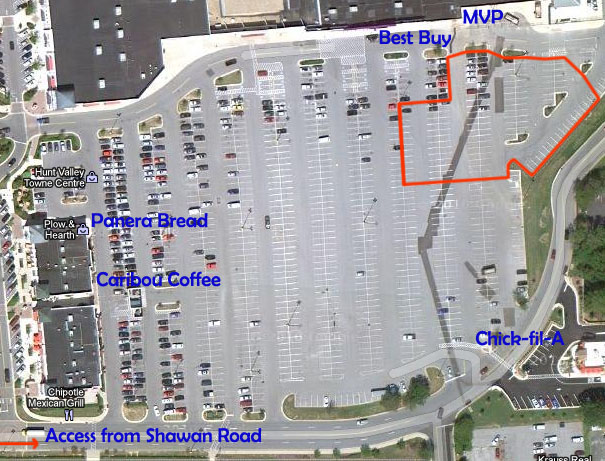 MVP
Best Buy
Hunt Valley
Towne Centre
Panera Bread
Plow & 
Hearth
Caribou Coffee
Chick-fil-A
Chipotle
Mexican Grill
Access from Shawan Road
Krauss Real